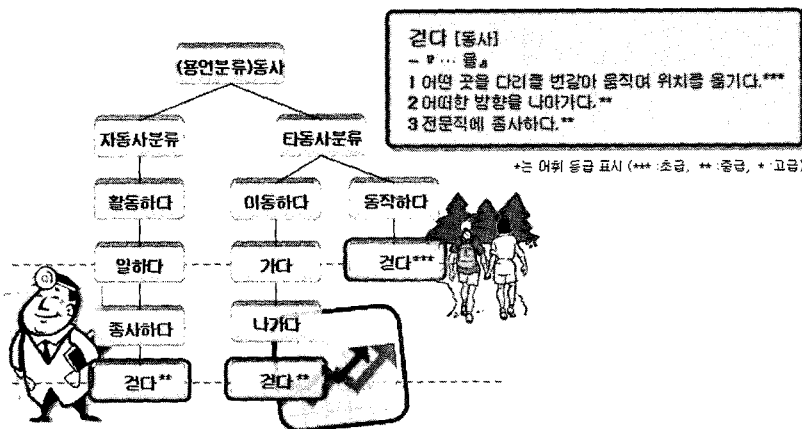 (용언분류)동사
자동사분류 타동사분류
활동하다 이동하다 동작하다
일하다 가다 걷다***
종사하다 나가다
걷다** 걷다**
걷다 [동사]
- 『… 을』
1 어떤 곳을 다리를 번갈아 움직여 위치를 옮기다.***
2 어떠한 방향을 나아가다.**
3 전문직에 종사하다.**
*는 어휘 등급 표시 (*** :초급, ** :중급, * :고급)